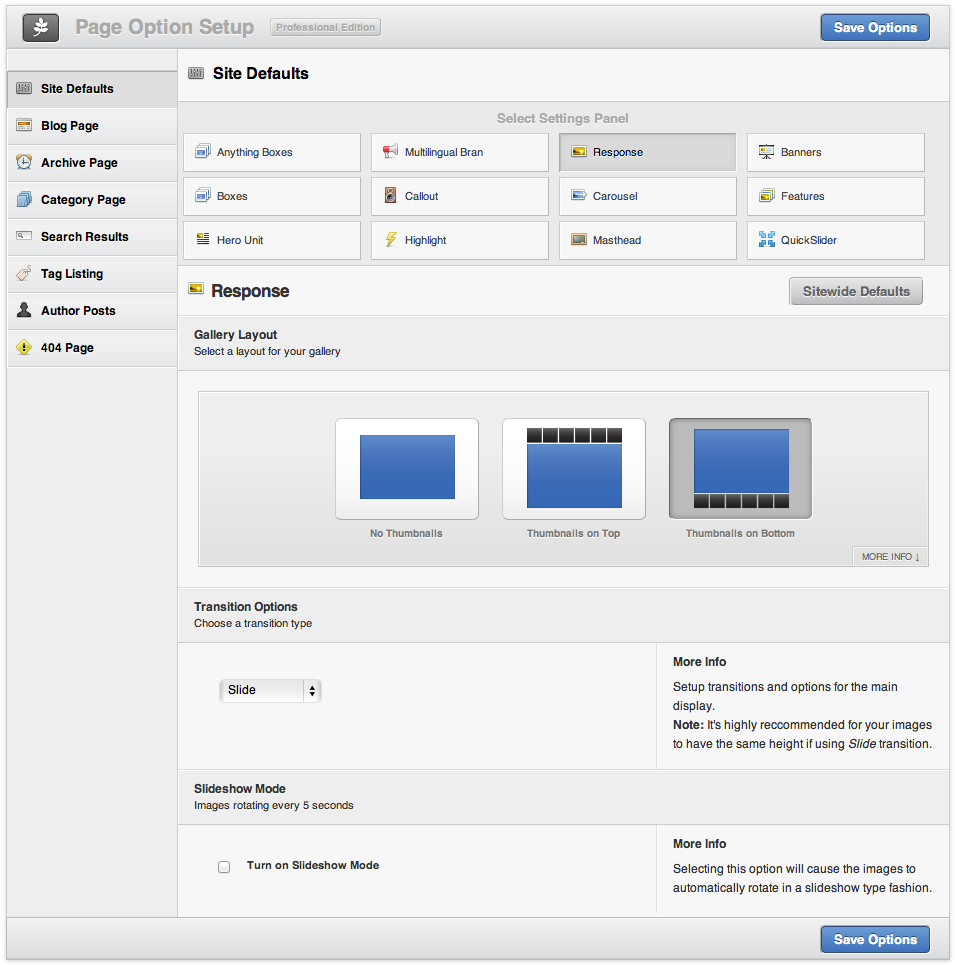 Page Option Setup
Professional Edition
Save Options
Site Defaults
Blog Page
Archive Page
Category Page
Search Results
Tag Listing
Author Posts
404 Page
Site Defaults
Select Settings Panel
Anything Boxes
Multilingual Bran
Response
Banners
Boxes
Callout
Carousel
Features
Hero Unit
Highlight
Masthead
QuickSlider
Response
Sitewide Defaults
Gallery Layout
Select a layout for your gallery
No Thumbnails
Thumbnails on Top
Thumbnails on Bottom
MORE INFO ↓
Transition Options
Choose a transition type
Slide
More Info
Setup transitions and options for the main
display.
Note: It's highly reccommended for your images
to have the same height if using Slide transition.
Slideshow Mode
Images rotating every 5 seconds
Turn on Slideshow Mode
More Info
Selecting this option will cause the images to
automatically rotate in a slideshow type fashion.
Save Options